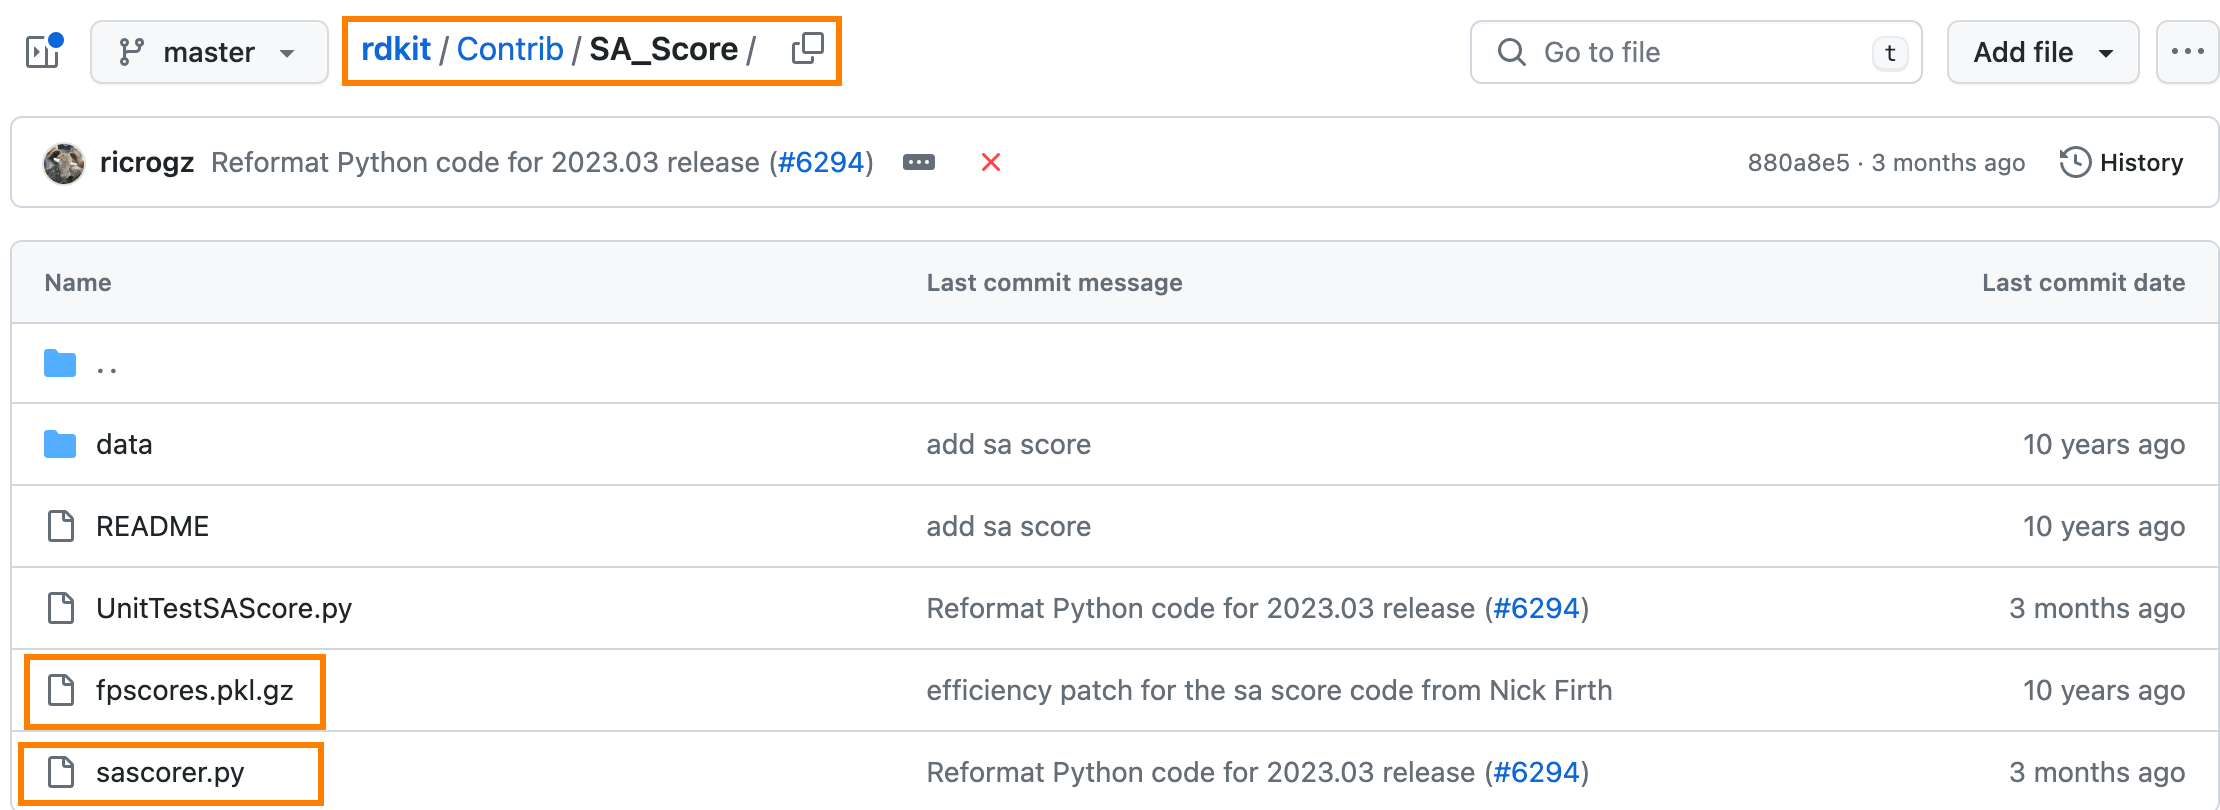 master rdkit / Contrib / SA_Score / Go to file t Add file
ricrogz Reformat Python code for 2023.03 release (#6294) 880a8e5 · 3 months ago History
Name Last commit message Last commit date
..
data add sa score 10 years ago
README add sa score 10 years ago
UnitTestSAScore.py Reformat Python code for 2023.03 release (#6294) 3 months ago
fpscores.pkl.gz efficiency patch for the sa score code from Nick Firth 10 years ago
sascorer.py Reformat Python code for 2023.03 release (#6294) 3 months ago